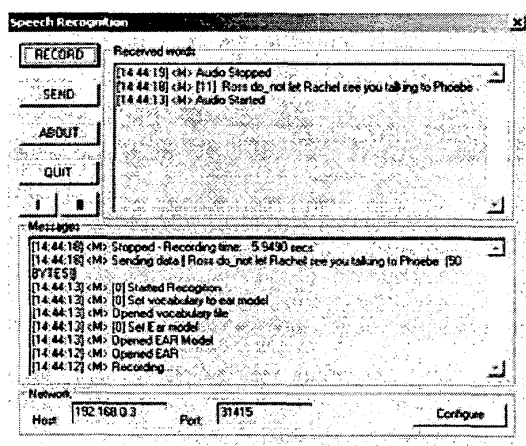 Speech Recognition
RECORD
SEND
ABOUT
QUIT
Received words
[14:44:19] <M> Audio Stopped
[14:44:18] <M> [11] Ross do_not let Rachel see you talking to Phoebe
[14:44:13] <M> Audio Started
Messages
[14:44:18] <M> Stopped - Recording time: 5.9490 secs
[14:44:18] <M> Sending data [ Ross do_not let Rachel see you talking to Phoebe (50
BYTES)]
[14:44:13] <M> [0] Started Recogtion
[14:44:13] <M> [0] Set vocabulary to ear model
[14:44:13] <M> Opened vocabulary file
[14:44:13] <M> [0] Set Ear model
[14:44:13] <M> Opened EAR Model
[14:44:12] <M> Opened EAR
[14:44:12] <M> Recording
Network
Host: 192.168.0.3 Port: 31415 Configure